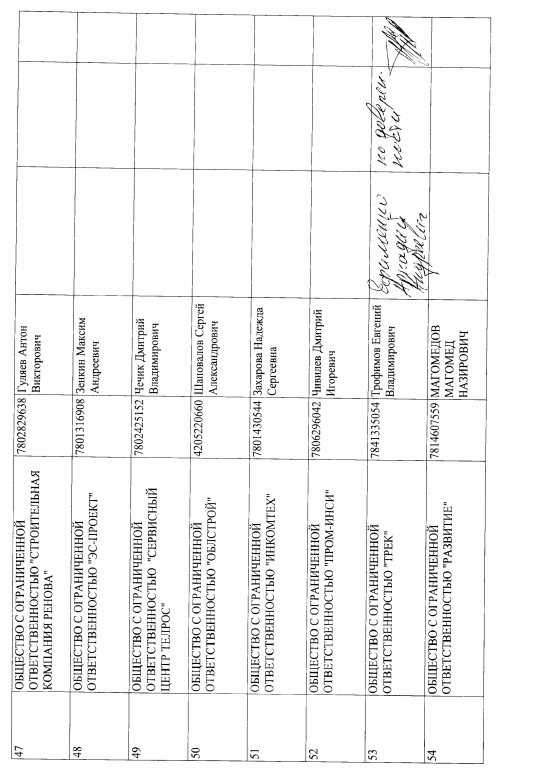 47
ОБЩЕСТВО С ОГРАНИЧЕННОЙ
ОТВЕТСТВЕННОСТЬЮ "СТРОИТЕЛЬНАЯ
КОМПАНИЯ РЕНОВА"
7802829638
Гуляев Антон
Викторович
48
ОБЩЕСТВО С ОГРАНИЧЕННОЙ
ОТВЕТСТВЕННОСТЬЮ "ЭС-ПРОЕКТ"
7801316908
Зенкин Максим
Андреевич
49
ОБЩЕСТВО С ОГРАНИЧЕННОЙ
ОТВЕТСТВЕННОСТЬЮ "СЕРВИСНЫЙ
ЦЕНТР ТЕЛРОС"
7802425152
Чечик Дмитрий
Владимирович
50
ОБЩЕСТВО С ОГРАНИЧЕННОЙ
ОТВЕТСТВЕННОСТЬЮ "ОБЛСТРОЙ"
4205220660
Шаповалов Сергей
Александрович
51
ОБЩЕСТВО С ОГРАНИЧЕННОЙ
ОТВЕТСТВЕННОСТЬЮ "ИНКОМТЕХ"
7801430544
Захарова Надежда
Сергеевна
52
ОБЩЕСТВО С ОГРАНИЧЕННОЙ
ОТВЕТСТВЕННОСТЬЮ "ПРОМ-ИНСИ"
7806296042
Чивилев Дмитрий
Игоревич
53
ОБЩЕСТВО С ОГРАНИЧЕННОЙ
ОТВЕТСТВЕННОСТЬЮ "ТРЕК"
7841335054
Трофимов Евгений
Владимирович
Аркадий
Андреевич
по доверен-
ности
54
ОБЩЕСТВО С ОГРАНИЧЕННОЙ
ОТВЕТСТВЕННОСТЬЮ "РАЗВИТИЕ"
7814607559
МАГОМЕДОВ
МАГОМЕД
НАЗИРОВИЧ